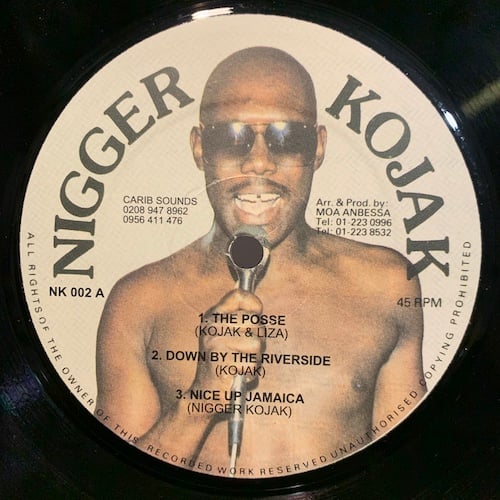 NIGGER KOJAK
CARIB SOUNDS
0208 947 8962
0956 411 476
Arr. & Prod. by:
MOA ANBESSA
Tel: 01-223 0996
Tel: 01-223 8532
NK 002 A
45 RPM
1. THE POSSE
(KOJAK & LIZA)
2. DOWN BY THE RIVERSIDE
(KOJAK)
3. NICE UP JAMAICA
(NIGGER KOJAK)
ALL RIGHTS OF THE OWNER OF THIS RECORDED WORK RESERVED UNAUTHORISED COPYING PROHIBITED